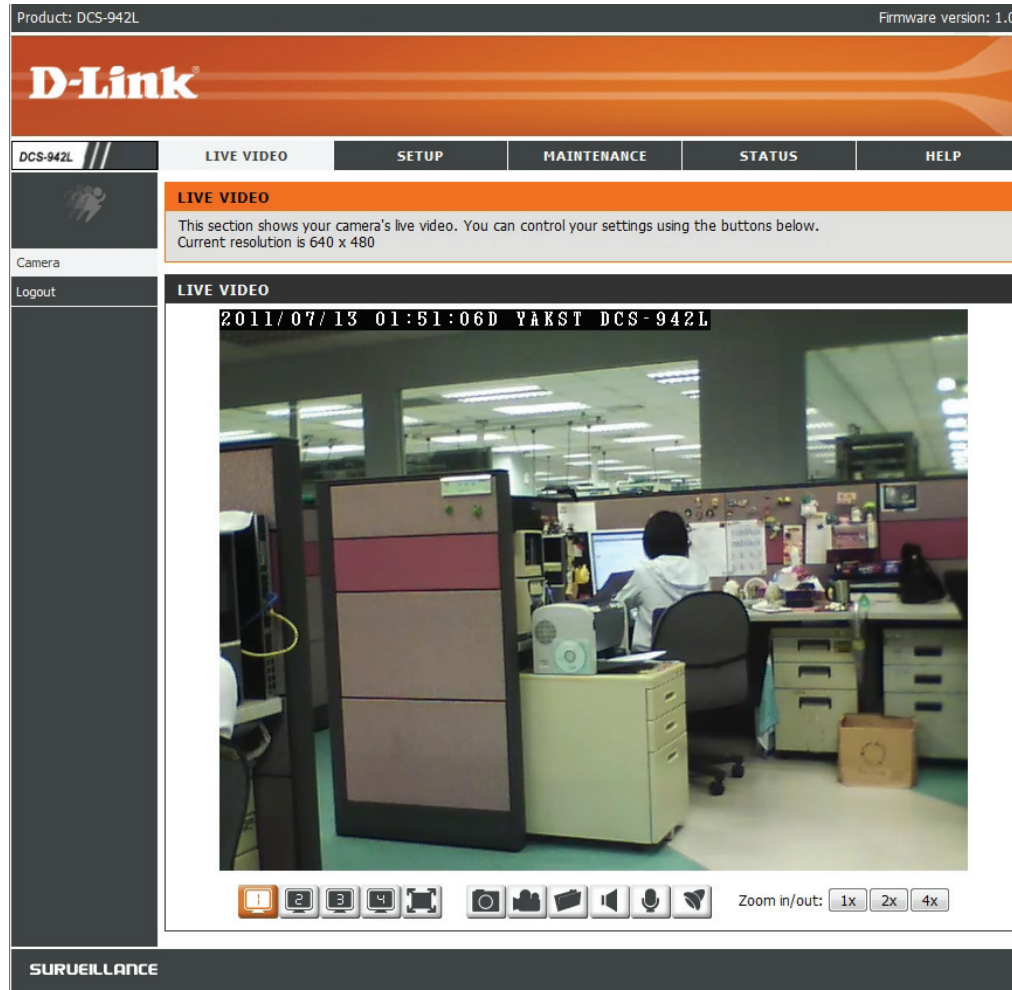 Product: DCS-942L
Firmware version: 1.0
D-Link®
DCS-942L
LIVE VIDEO
SETUP
MAINTENANCE
STATUS
HELP
Camera
Logout
LIVE VIDEO
This section shows your camera's live video. You can control your settings using the buttons below.
Current resolution is 640 x 480
LIVE VIDEO
2011/07/13 01:51:06D YAKST DCS-942L
1
2
3
4
Zoom in/out:
1x
2x
4x
SURVEILLANCE